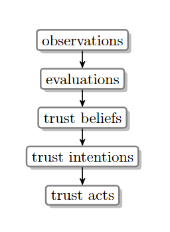 observations
evaluations
trust beliefs
trust intentions
trust acts